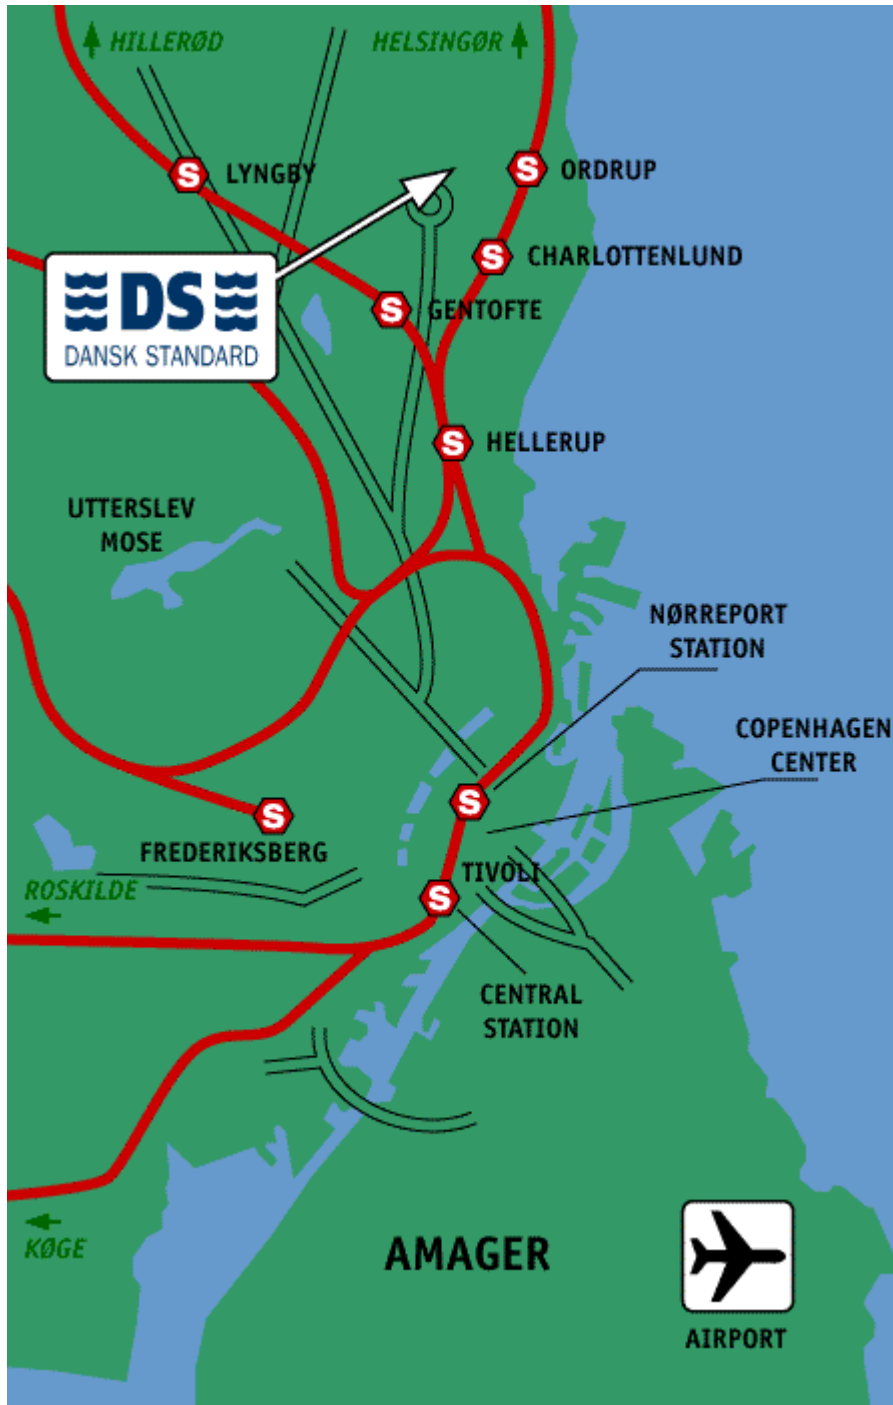 HILLERØD
HELSINGØR
S
LYNGBY
S
ORDRUP
S
CHARLOTTENLUND
DS
DANSK STANDARD
S
GENTOFTE
S
HELLERUP
UTTERSLEV
MOSE
NØRREPORT
STATION
COPENHAGEN
CENTER
S
S
FREDERIKSBERG
TIVOLI
ROSKILDE
S
CENTRAL
STATION
KØGE
AMAGER
AIRPORT